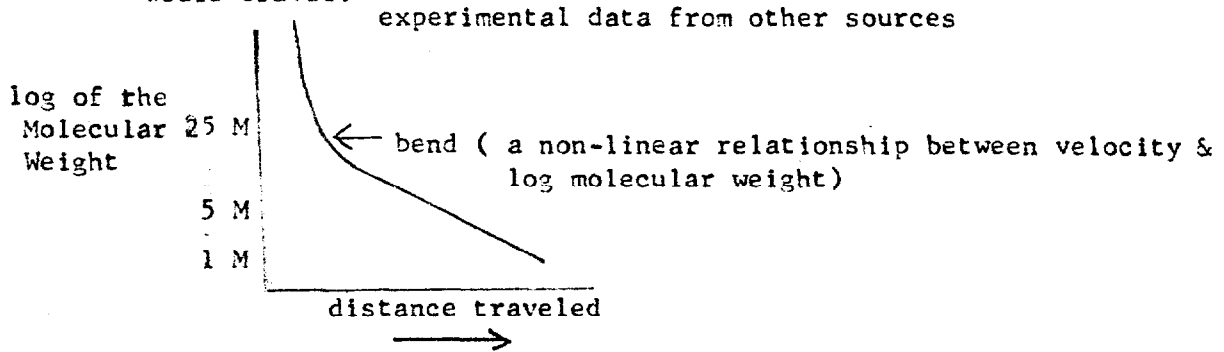 experimental data from other sources
log of the
Molecular 25 M
Weight
bend ( a non-linear relationship between velocity &
log molecular weight)
5 M
1 M
distance traveled